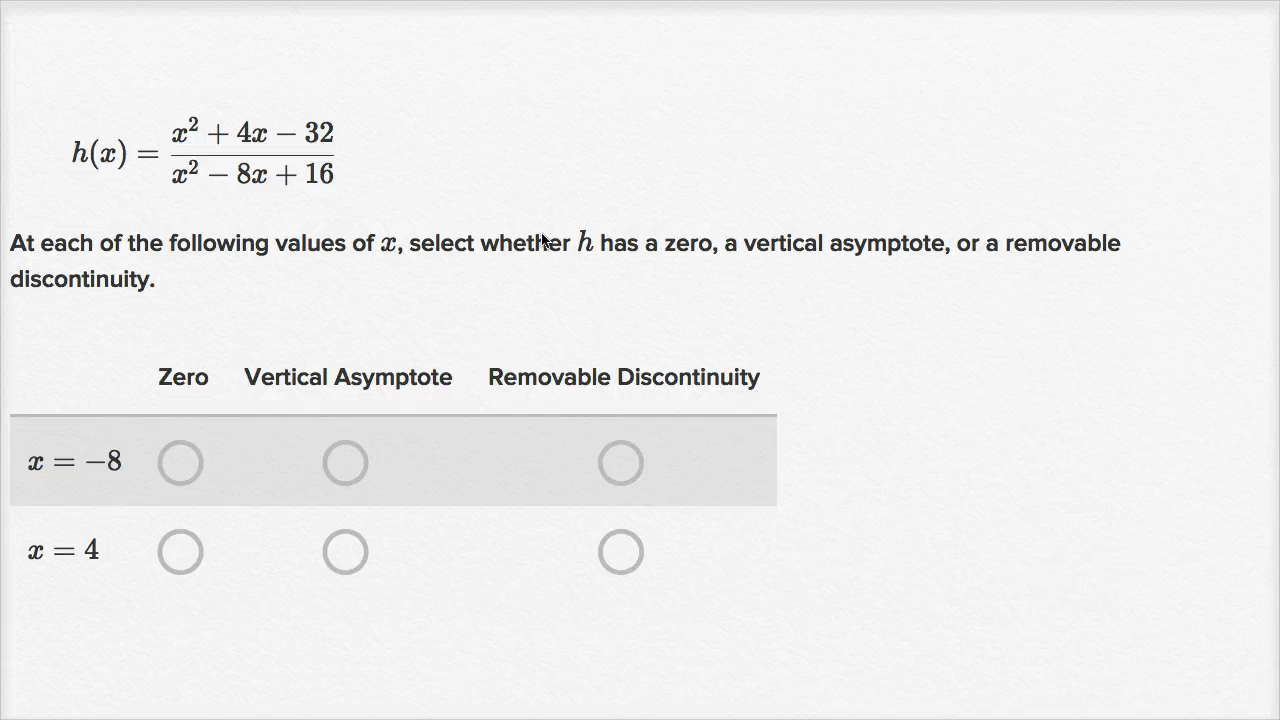 h(x) = \frac{x^2 + 4x - 32}{x^2 - 8x + 16}
At each of the following values of x, select whether h has a zero, a vertical asymptote, or a removable
discontinuity.
Zero Vertical Asymptote Removable Discontinuity
x = −8
x = 4